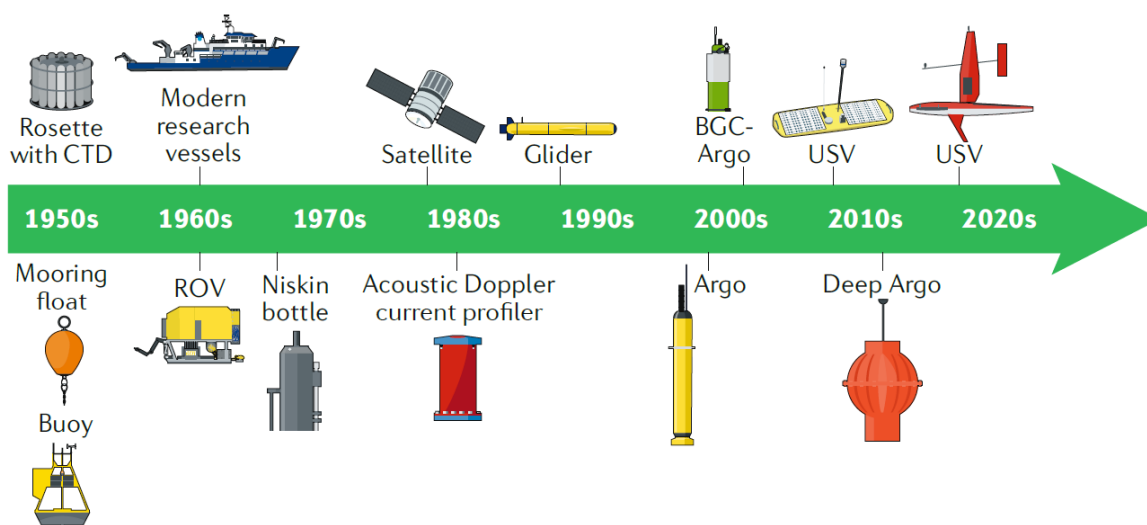 Rosette
with CTD
Modern
research
vessels
Satellite
Glider
BGC-
Argo
USV
USV
1950s 1960s 1970s 1980s 1990s 2000s 2010s 2020s
Mooring
float
Buoy
ROV
Niskin
bottle
Acoustic Doppler
current profiler
Argo
Deep Argo